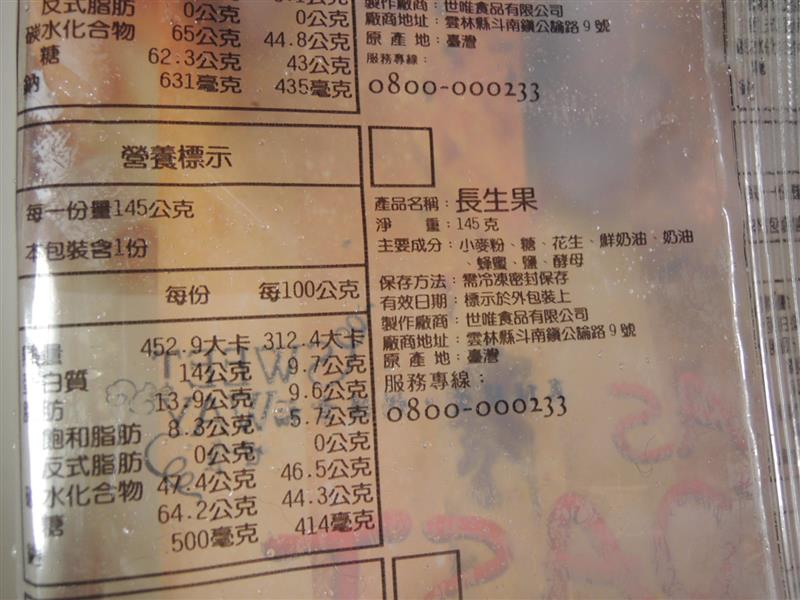 反式脂肪 0公克 0公克
碳水化合物 65公克 44.8公克
糖 62.3公克 43公克
鈉 631毫克 435毫克
製作廠商：世唯食品有限公司
廠商地址：雲林縣斗南鎮公論路9號
原產地：臺灣
服務專線：
0800-000233
營養標示
每一份量145公克
本包裝含1份
每份 每100公克
熱量 452.9大卡 312.4大卡
蛋白質 14公克 9.7公克
脂肪 13.9公克 9.6公克
飽和脂肪 8.3公克 5.7公克
反式脂肪 0公克 0公克
碳水化合物 47.4公克 46.5公克
糖 64.2公克 44.3公克
500毫克 414毫克
產品名稱：長生果
淨重：145克
主要成分：小麥粉、糖、花生、鮮奶油、奶油
、蜂蜜、鹽、酵母
保存方法：需冷凍密封保存
有效日期：標示於外包裝上
製作廠商：世唯食品有限公司
廠商地址：雲林縣斗南鎮公論路9號
原產地：臺灣
服務專線：
0800-000233